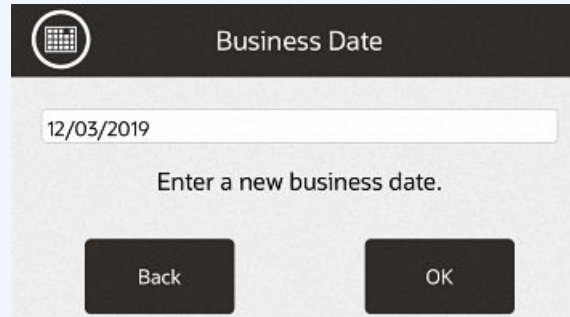 Business Date
12/03/2019
Enter a new business date.
Back
OK